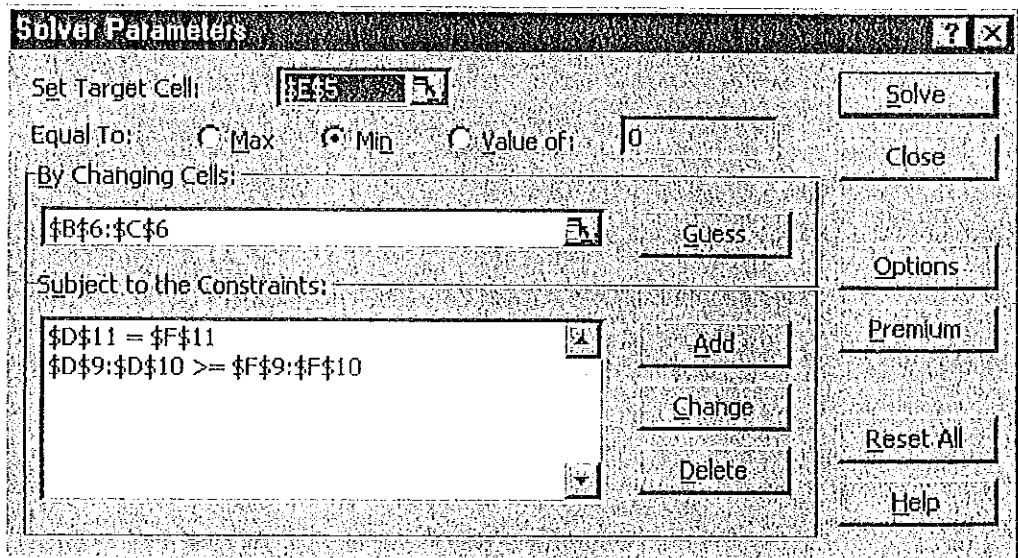 Solver Parameters
Set Target Cell: $E$5 Solve
Equal To: Max Min Value of: 0 Close
By Changing Cells:
$B$6:$C$6 Guess
Options
Subject to the Constraints:
$D$11 = $F$11 Add Premium
$D$9:$D$10 >= $F$9:$F$10
Change
Reset All
Delete
Help